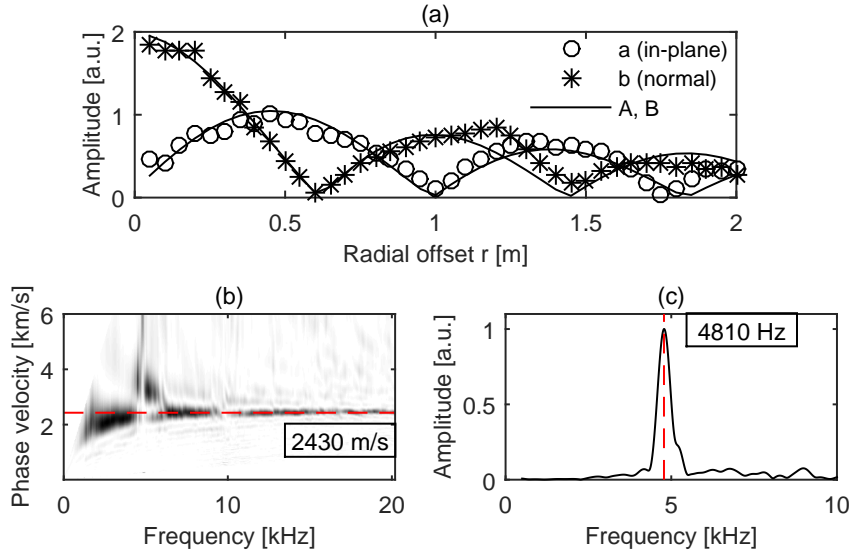 (a)
Amplitude [a.u.]
2
1
0
a (in-plane)
b (normal)
A, B
0 0.5 1 1.5 2
Radial offset r [m]
(b)
Phase velocity [km/s]
6
4
2
2430 m/s
0 10 20
Frequency [kHz]
(c)
Amplitude [a.u.]
1
0.5
0
4810 Hz
0 5 10
Frequency [kHz]